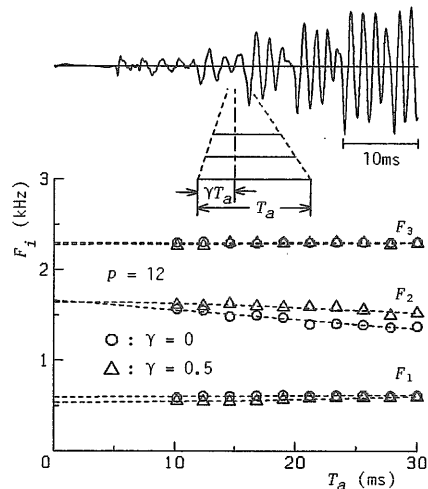 10ms
γTₐ
Tₐ
3
Fᵢ (kHz)
2
1
F₃
p = 12
F₂
○ : γ = 0
△ : γ = 0.5
F₁
0 10 20 30
Tₐ (ms)